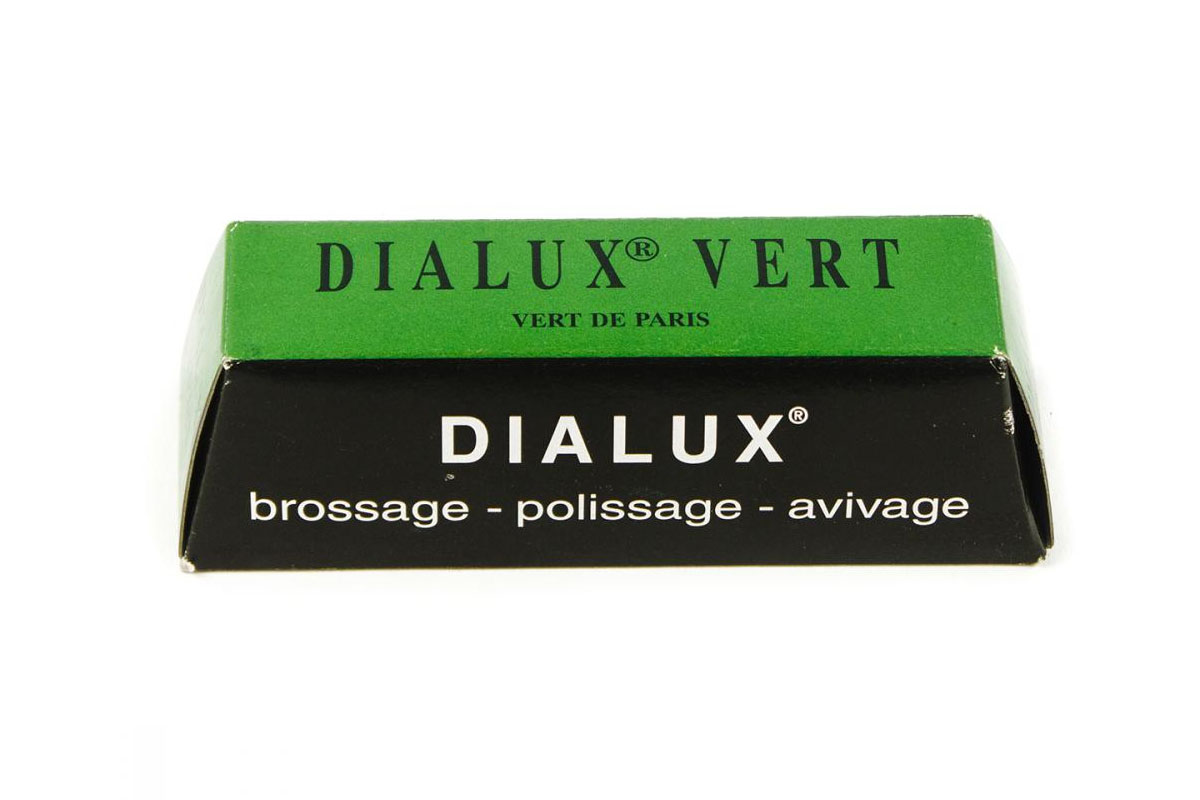 DIALUX® VERT
VERT DE PARIS
DIALUX®
brossage - polissage - avivage